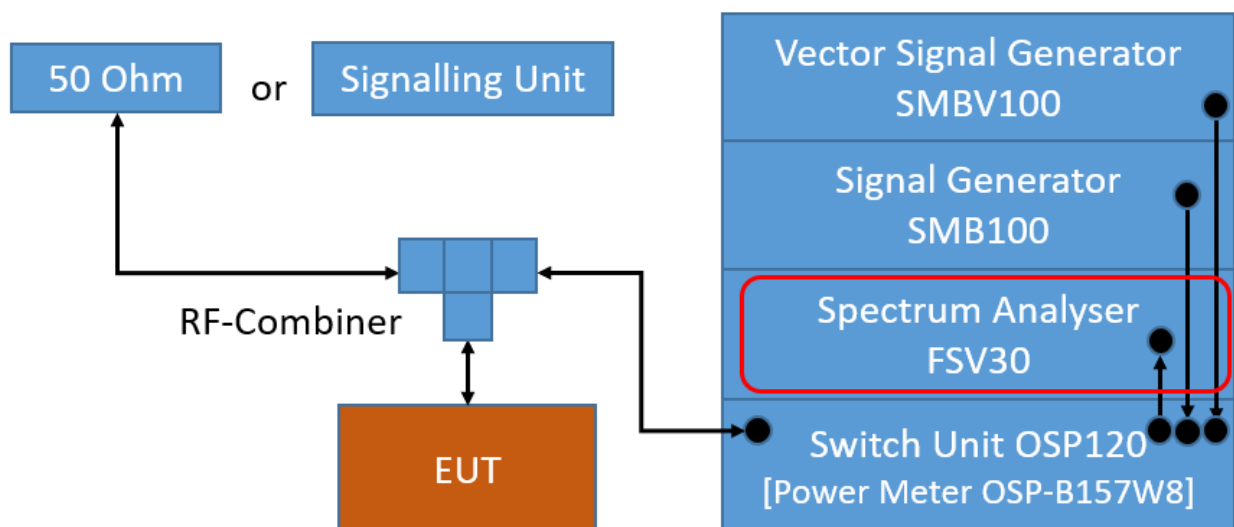 50 Ohm
or
Signalling Unit
RF-Combiner
EUT
Vector Signal Generator
SMBV100
Signal Generator
SMB100
Spectrum Analyser
FSV30
Switch Unit OSP120
[Power Meter OSP-B157W8]